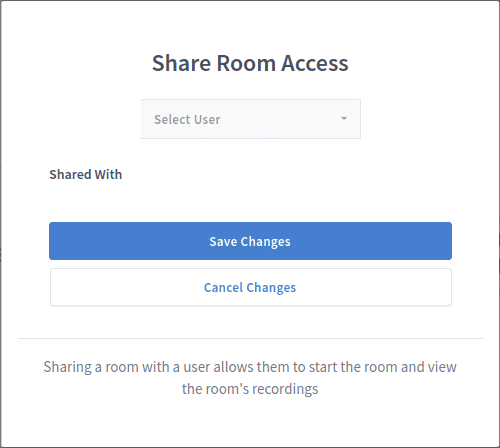 Share Room Access
Select User
Shared With
Save Changes
Cancel Changes
Sharing a room with a user allows them to start the room and view
the room's recordings